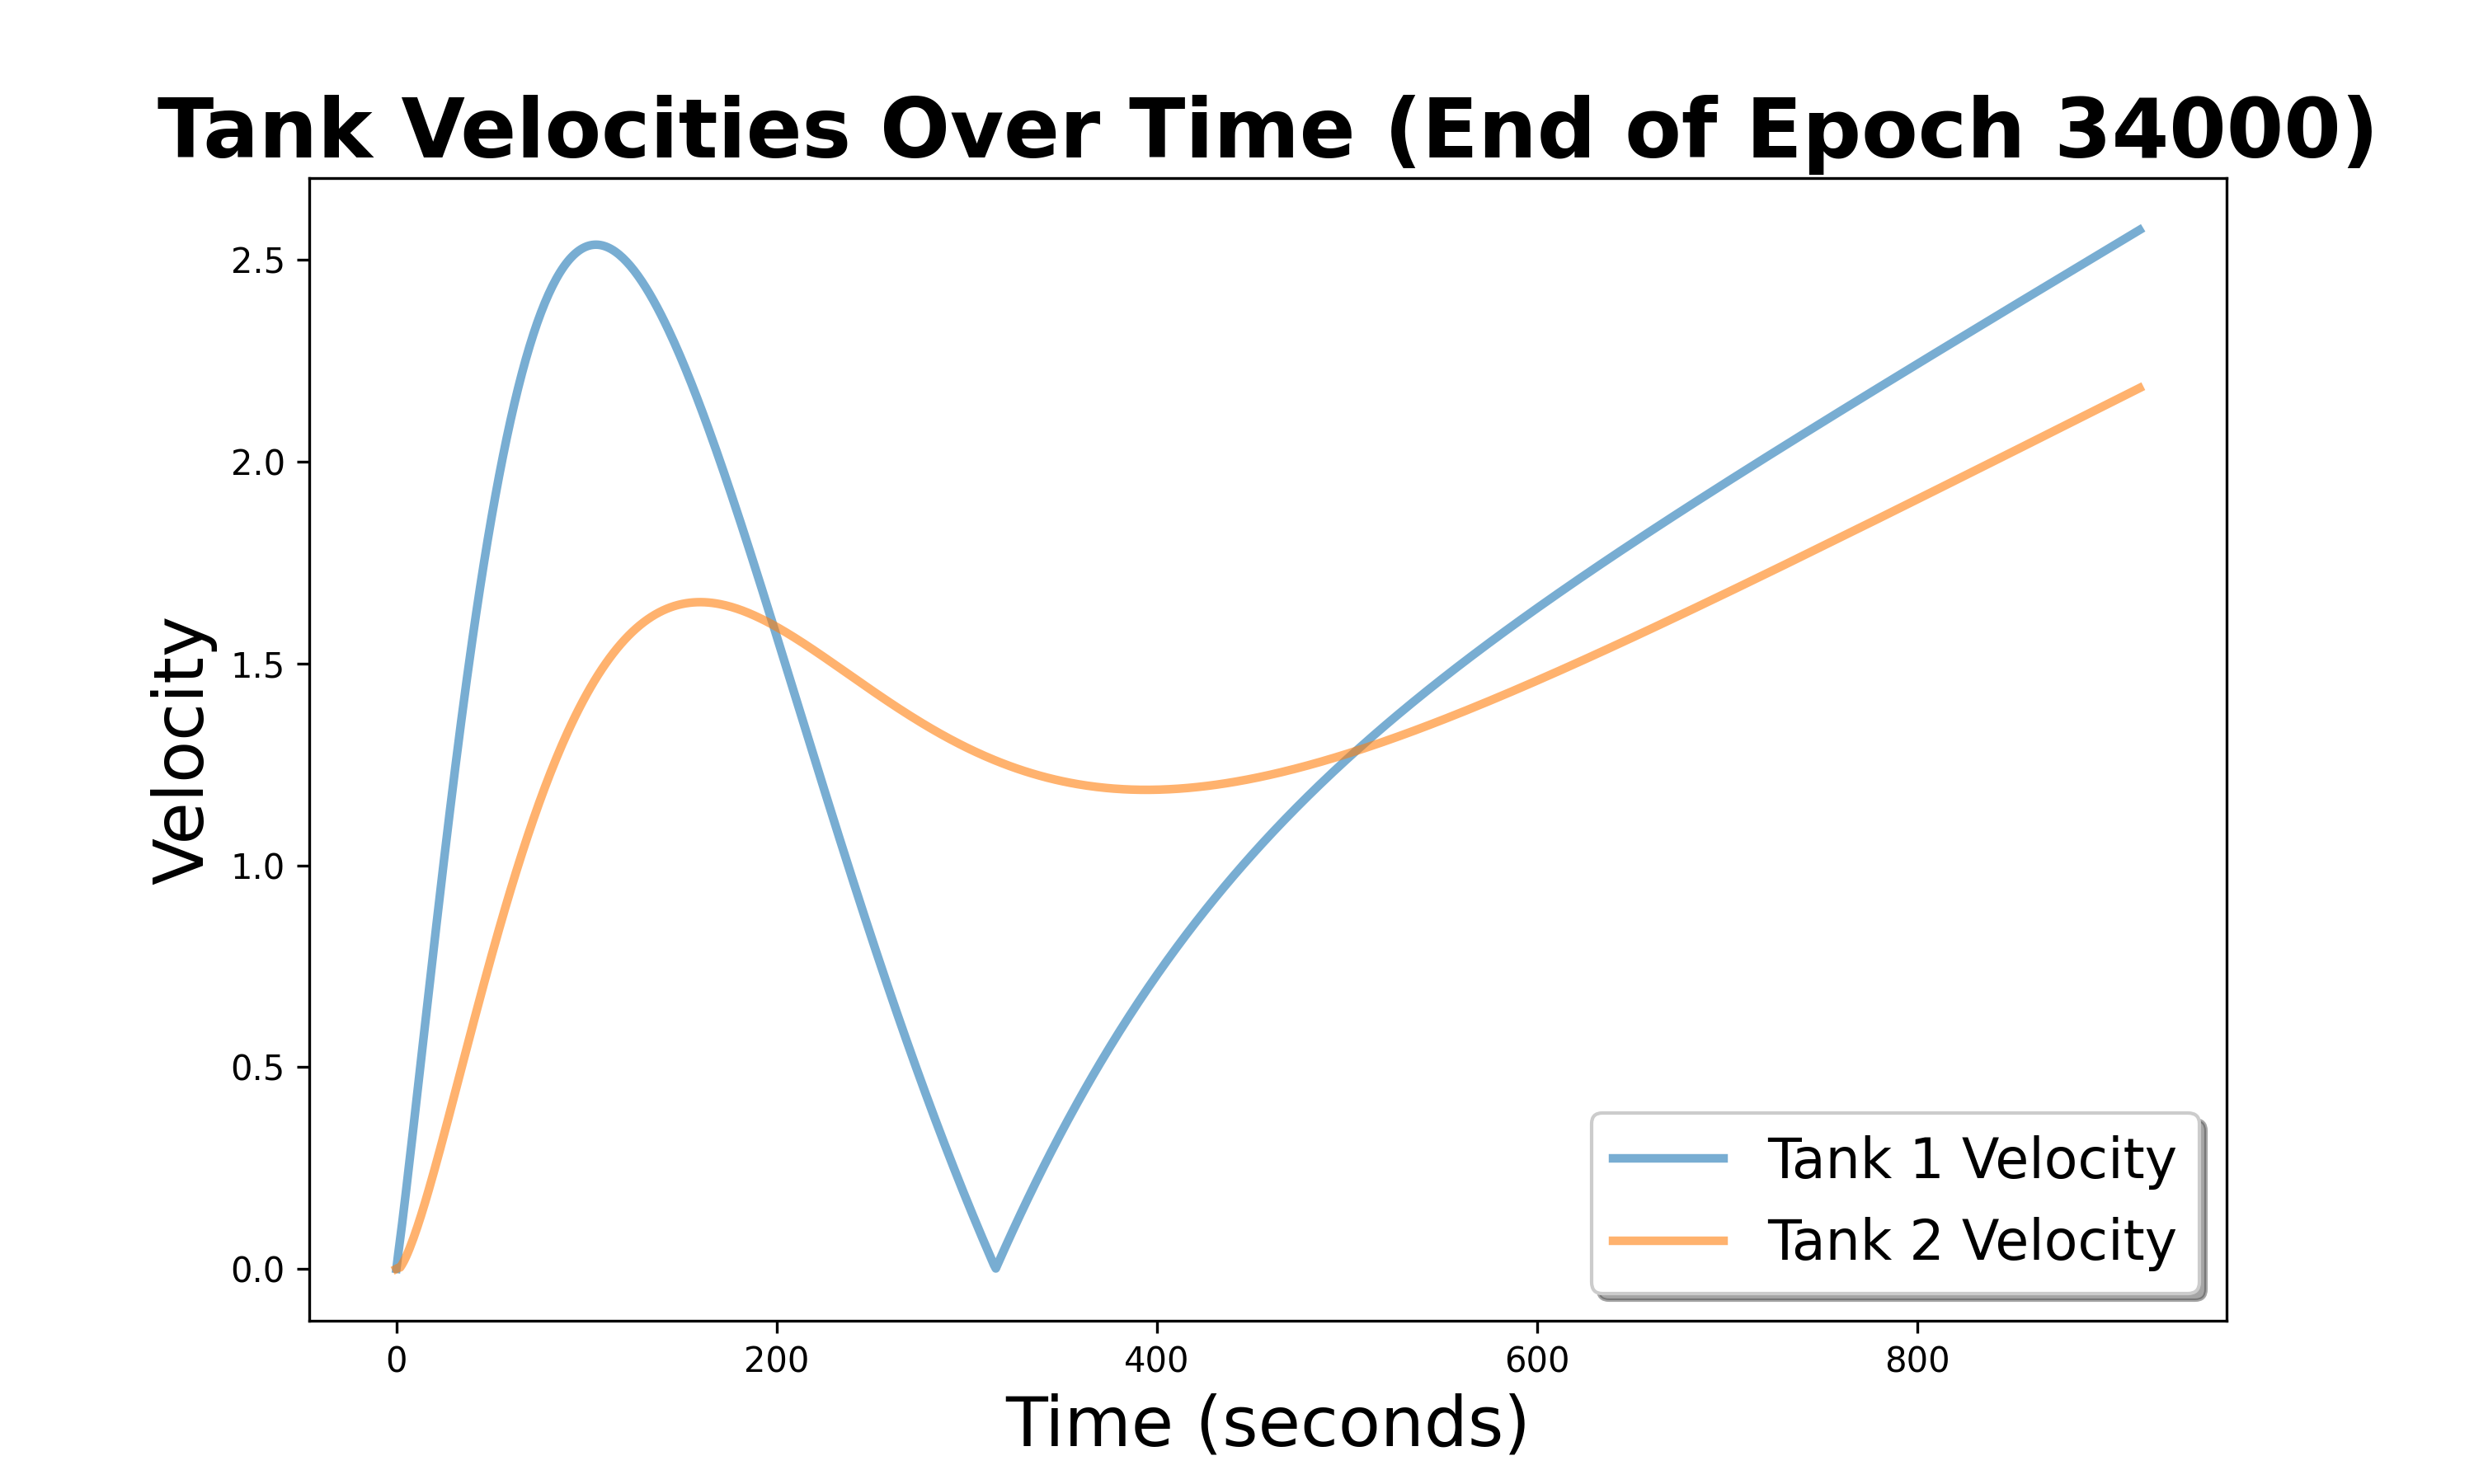 Tank Velocities Over Time (End of Epoch 34000)
Velocity
2.5
2.0
1.5
1.0
0.5
0.0
0 200 400 600 800
Time (seconds)
Tank 1 Velocity
Tank 2 Velocity